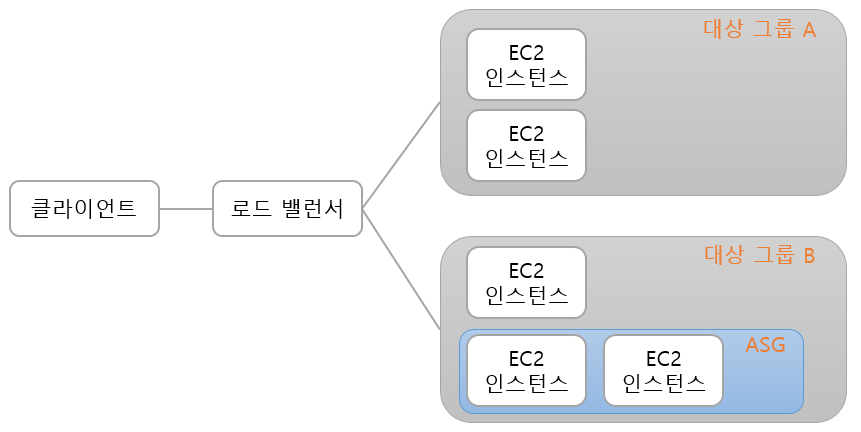 클라이언트
로드 밸런서
대상 그룹 A
EC2
인스턴스
EC2
인스턴스
대상 그룹 B
EC2
인스턴스
ASG
EC2
인스턴스
EC2
인스턴스